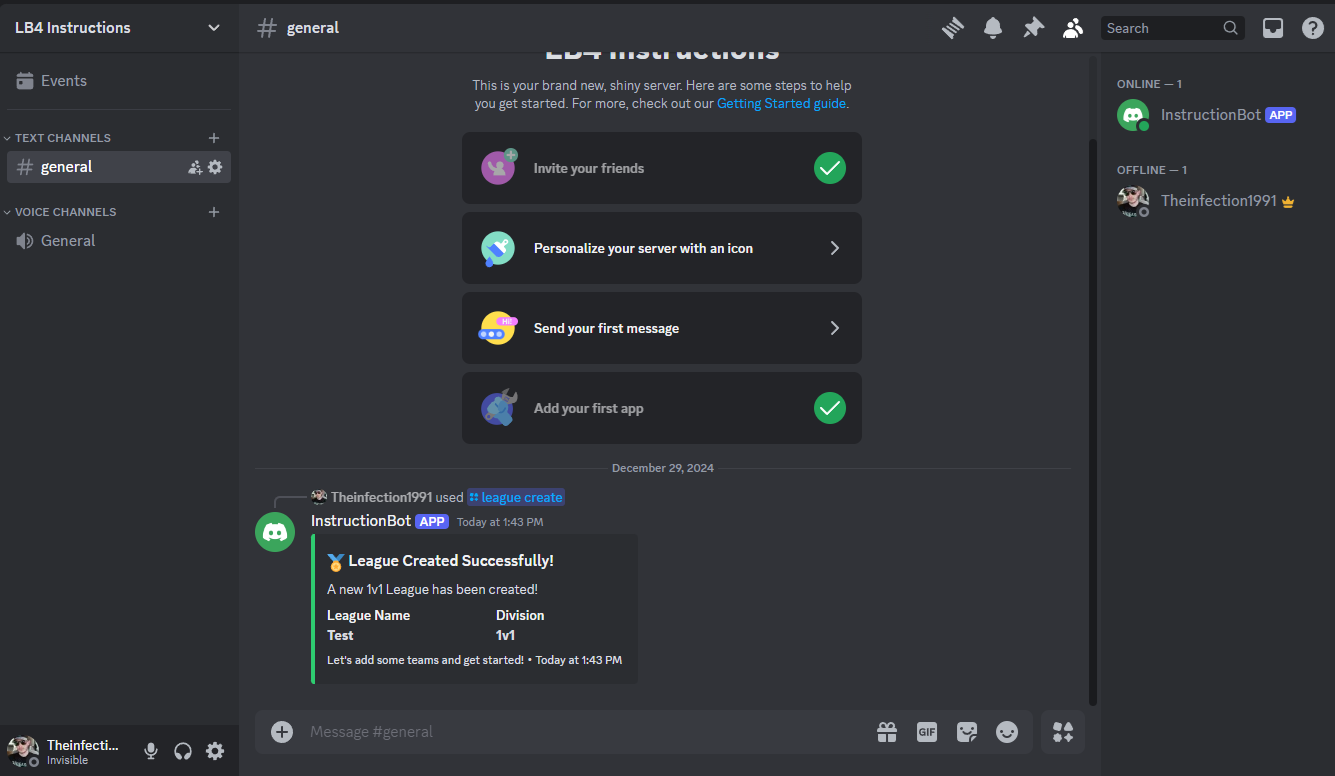 LB4 Instructions
Events
TEXT CHANNELS
general
VOICE CHANNELS
General
Theinfecti...
Invisible
general
Search
LB4 Instructions
This is your brand new, shiny server. Here are some steps to help
you get started. For more, check out our Getting Started guide.
Invite your friends
Personalize your server with an icon
Hi!
Send your first message
Add your first app
December 29, 2024
Theinfection1991 used league create
InstructionBot APP Today at 1:43 PM
🏅 League Created Successfully!
A new 1v1 League has been created!
League Name Division
Test 1v1
Let's add some teams and get started! • Today at 1:43 PM
Message #general
GIF
ONLINE — 1
InstructionBot APP
OFFLINE — 1
Theinfection1991